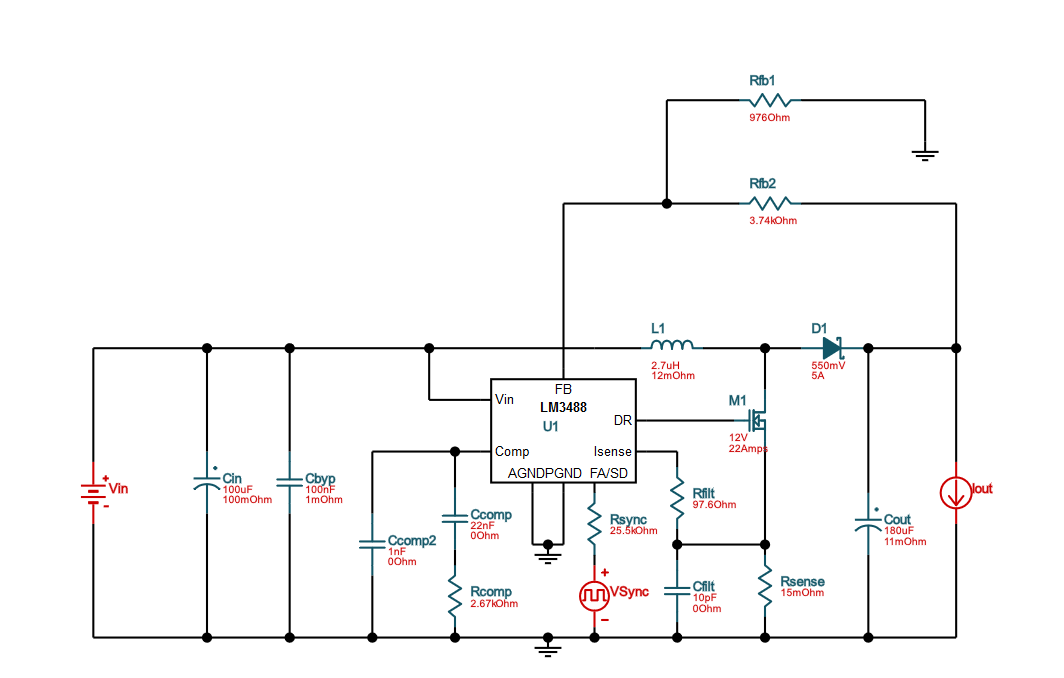 Rfb1
976Ohm
Rfb2
3.74kOhm
L1
2.7uH
12mOhm
D1
550mV
5A
FB
Vin
LM3488
U1
DR
Comp
Isense
AGNDPGND FA/SD
M1
12V
22Amps
+
Vin
-
Cin
100uF
100mOhm
Cbyp
100nF
1mOhm
Ccomp2
1nF
0Ohm
Ccomp
22nF
0Ohm
Rcomp
2.67kOhm
Rsync
25.5kOhm
+
VSync
-
Rfilt
97.6Ohm
Cfilt
10pF
0Ohm
Rsense
15mOhm
Cout
180uF
11mOhm
Iout